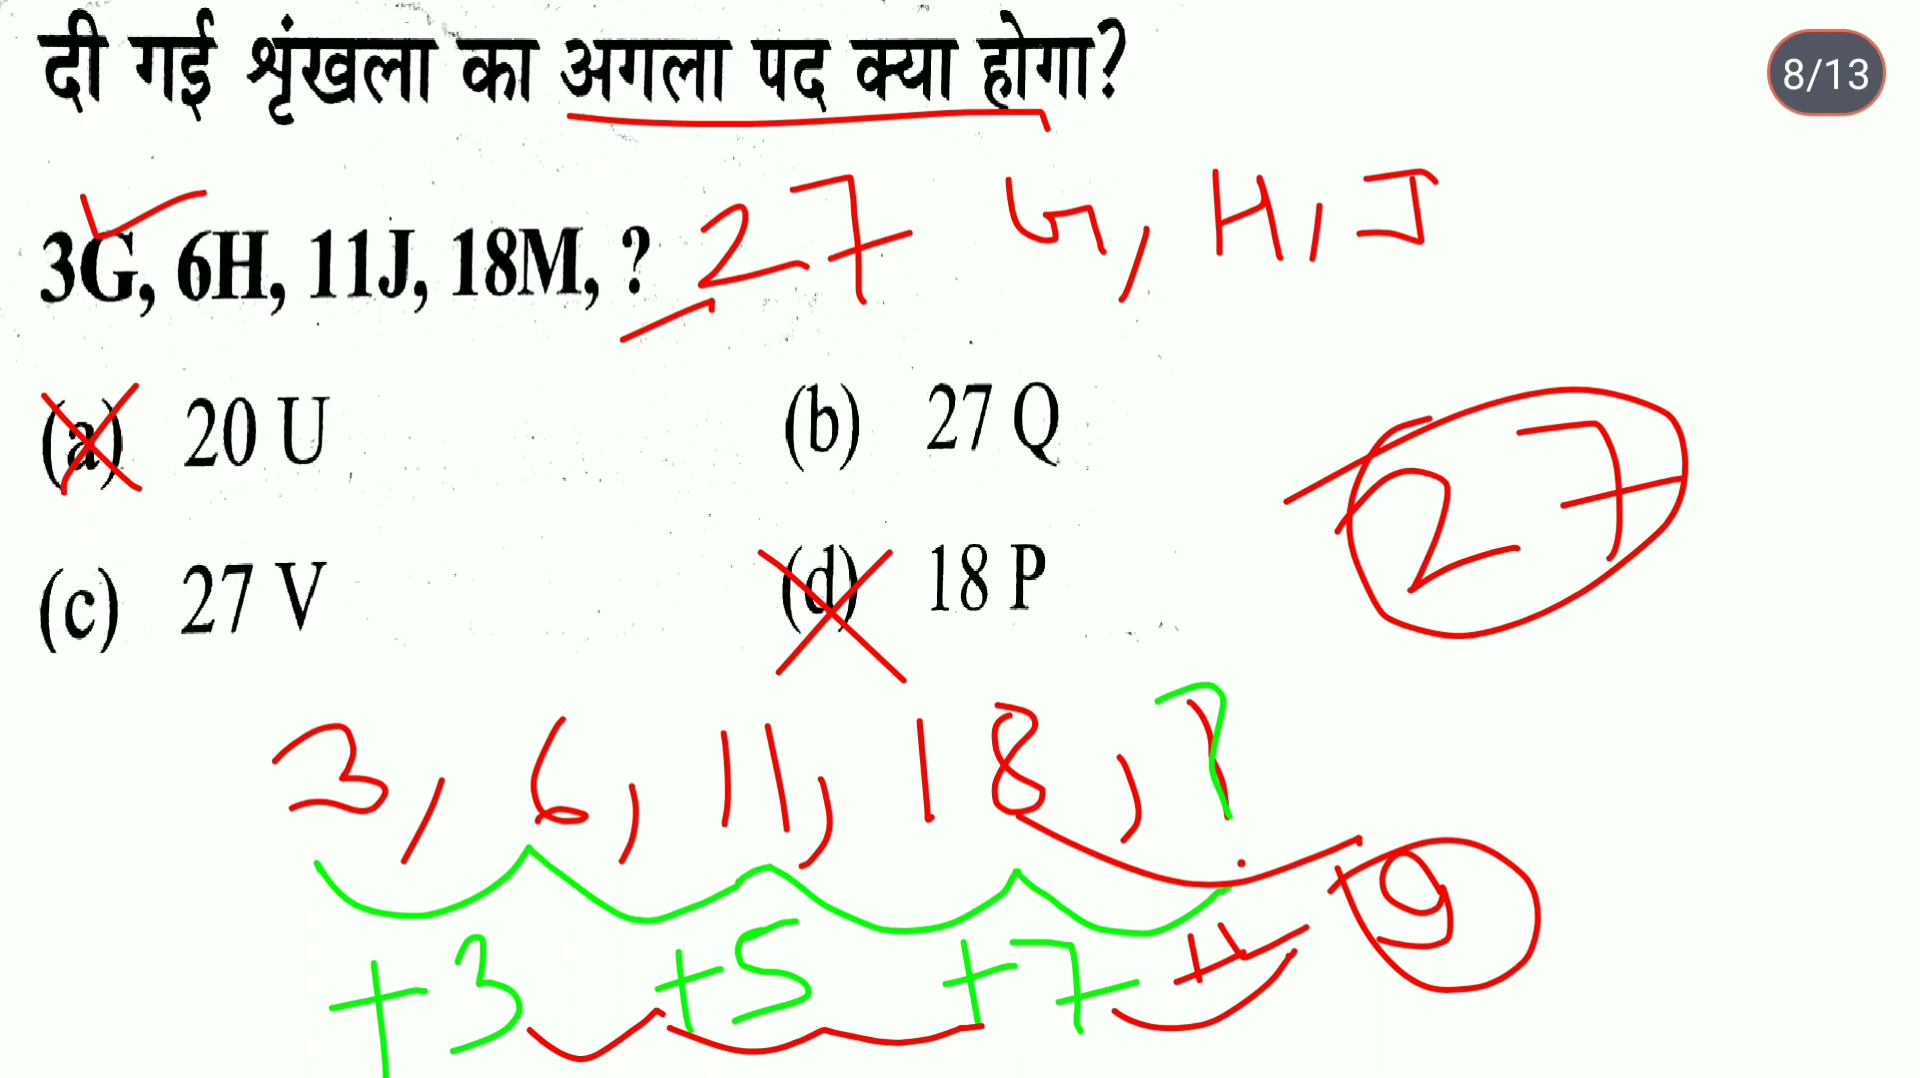 दी गई श्रृंखला का अगला पद क्या होगा?
8/13
3G, 6H, 11J, 18M, ? 27 G, H, J
(a) 20 U
(b) 27 Q
27
(c) 27 V
(d) 18 P
3, 6, 11, 18, ?
+3 +5 +7 + 9